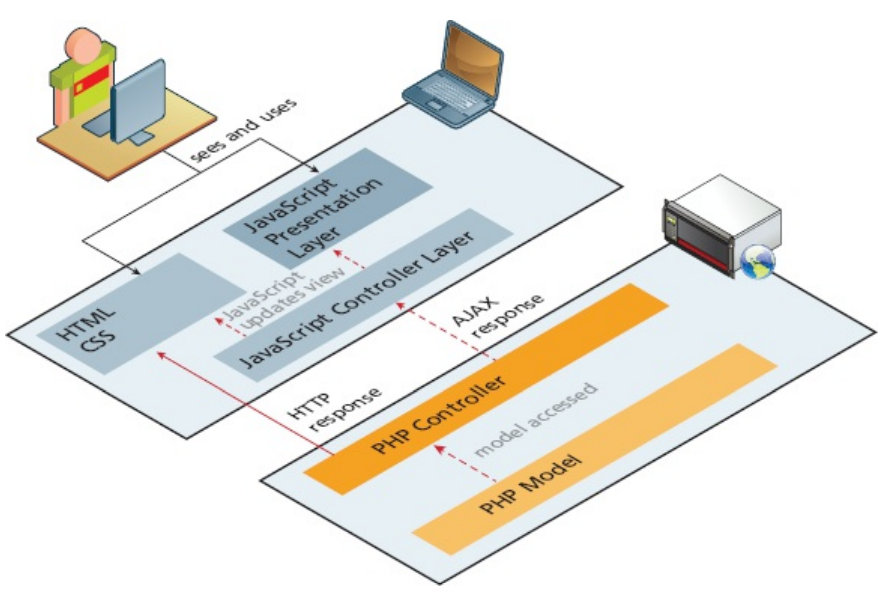 sees and uses
JavaScript
Presentation
Layer
HTML
CSS
JavaScript
updates view
JavaScript Controller Layer
AJAX
response
HTTP
response
PHP Controller
model accessed
PHP Model